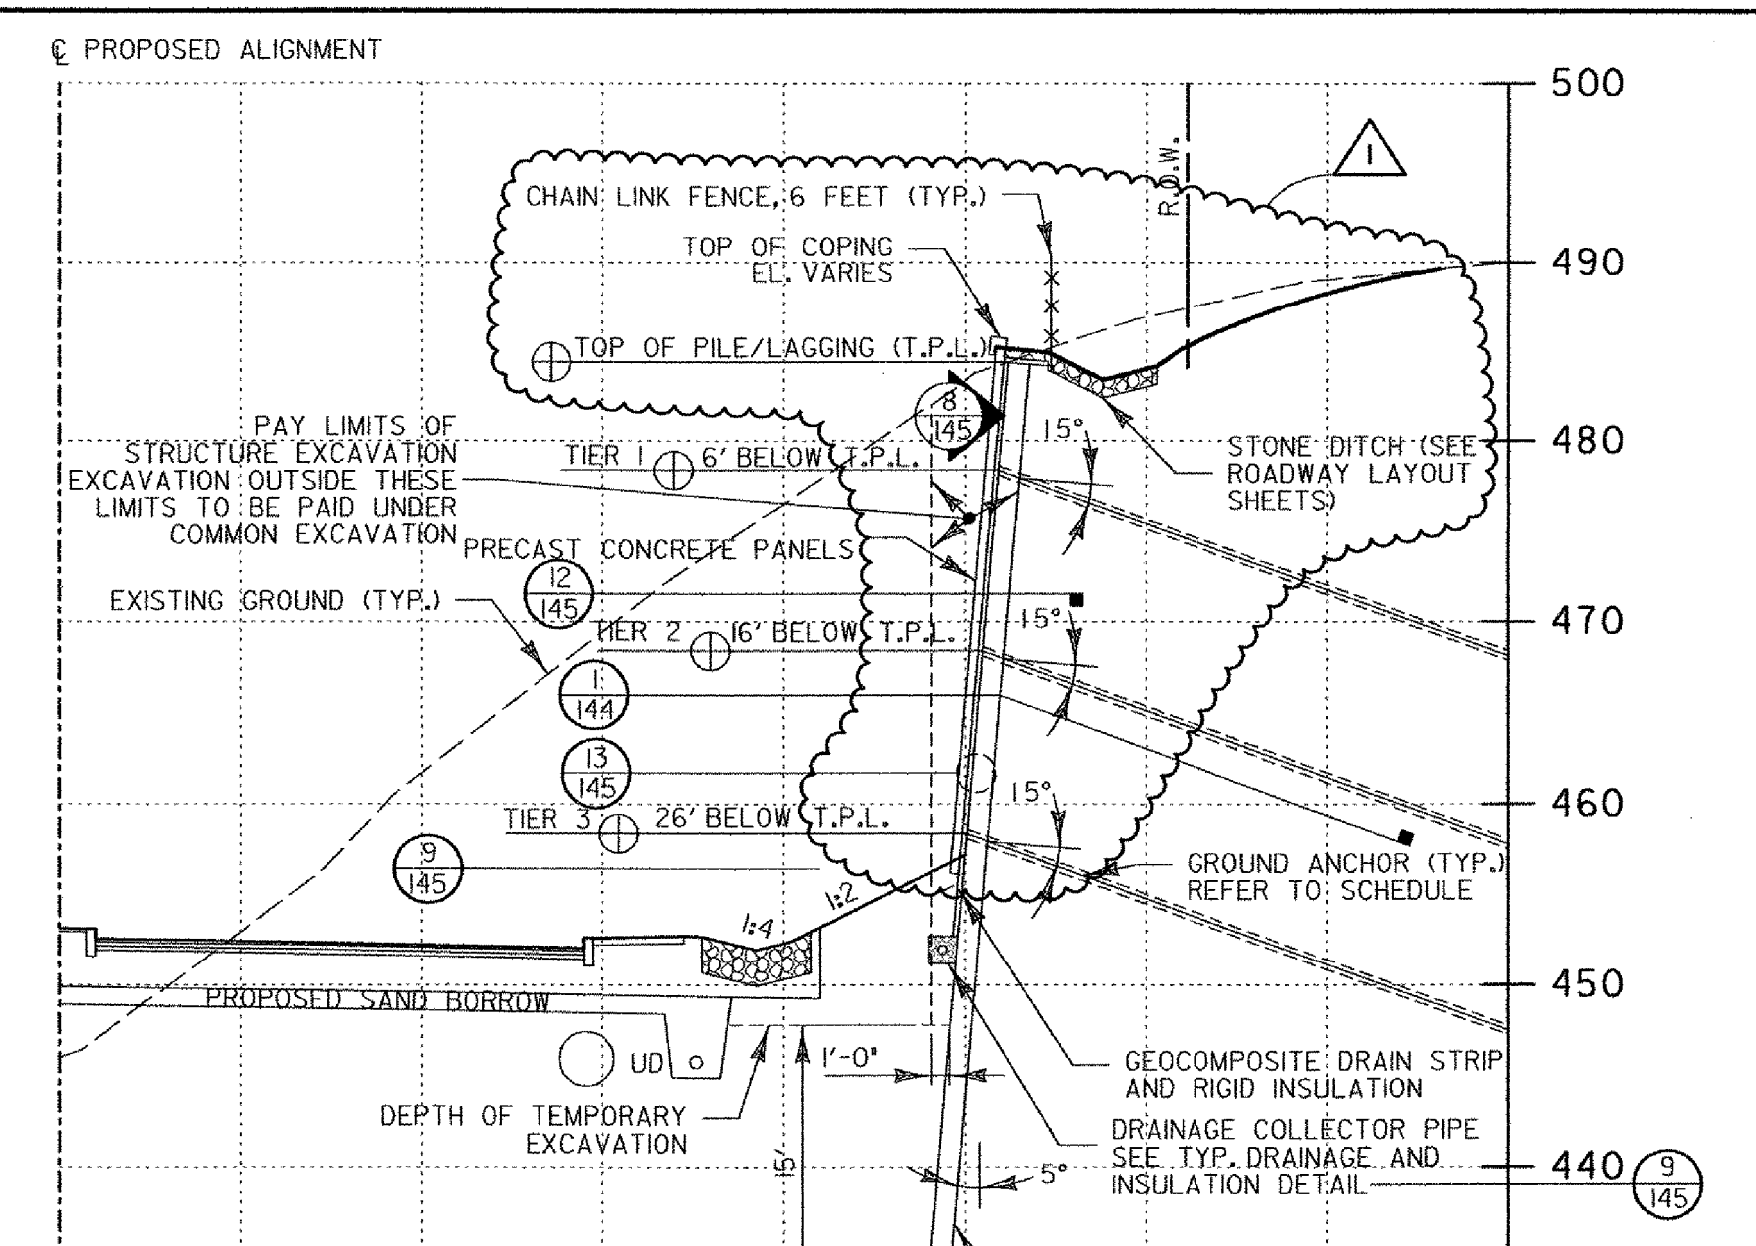 ℄ PROPOSED ALIGNMENT
500
1
R.O.W.
CHAIN LINK FENCE, 6 FEET (TYP.)
TOP OF COPING
EL. VARIES
490
TOP OF PILE/LAGGING (T.P.L.)
8
145
15°
480
PAY LIMITS OF
STRUCTURE EXCAVATION
EXCAVATION OUTSIDE THESE
LIMITS TO BE PAID UNDER
COMMON EXCAVATION
TIER 1 6' BELOW T.P.L.
STONE DITCH (SEE
ROADWAY LAYOUT
SHEETS)
PRECAST CONCRETE PANELS
12
145
EXISTING GROUND (TYP.)
15°
470
TIER 2 16' BELOW T.P.L.
1
144
13
145
15°
460
TIER 3 26' BELOW T.P.L.
9
145
GROUND ANCHOR (TYP.)
REFER TO SCHEDULE
1:2
1:4
450
PROPOSED SAND BORROW
UD
1'-0"
GEOCOMPOSITE DRAIN STRIP
AND RIGID INSULATION
DEPTH OF TEMPORARY
EXCAVATION
15'
5°
DRAINAGE COLLECTOR PIPE
SEE TYP. DRAINAGE AND
INSULATION DETAIL
440
9
145